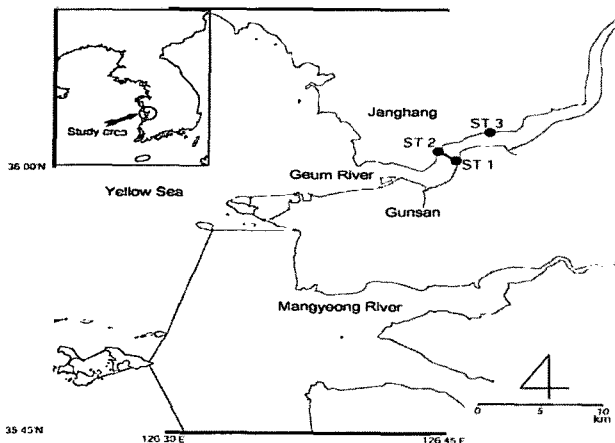 Study area
Janghang
ST 3
ST 2
ST 1
36 00'N
Geum River
Yellow Sea
Gunsan
Mangyeong River
35 45'N
126 30'E
126 45'E
0 5 10
km